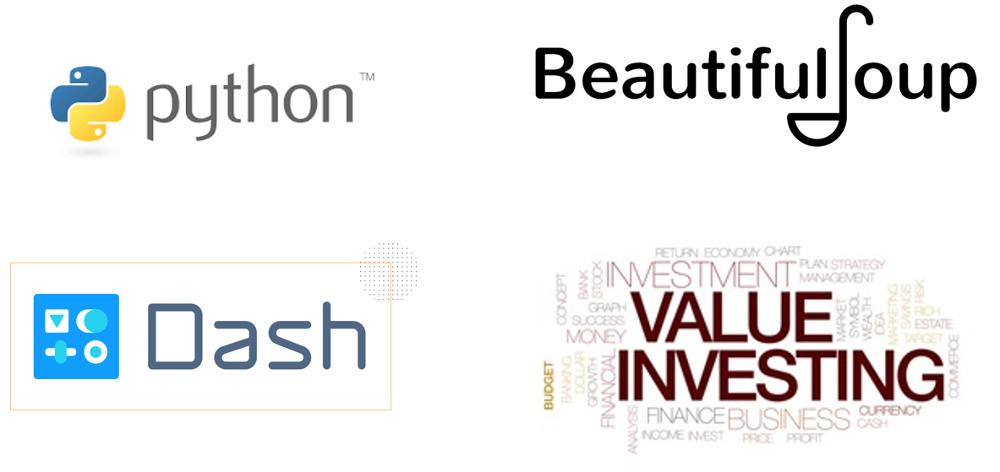 python ™
BeautifulSoup
Dash
RETURN ECONOMY CHART
INVESTMENT
PLAN STRATEGY
MANAGEMENT
CONCEPT
BANK
STOCK
GRAPH
SUCCESS
MONEY
VALUE
INVESTING
MARKET
SYMBOL
WEALTH
IDEA
MARKETING
SAVINGS
RISK
RICH
ESTATE
TARGET
COMMERCE
BUDGET
BANKING
DOLLAR
GROWTH
FINANCIAL
ANALYSIS
FINANCE BUSINESS
CURRENCY
CASH
INCOME INVEST
PRICE PROFIT